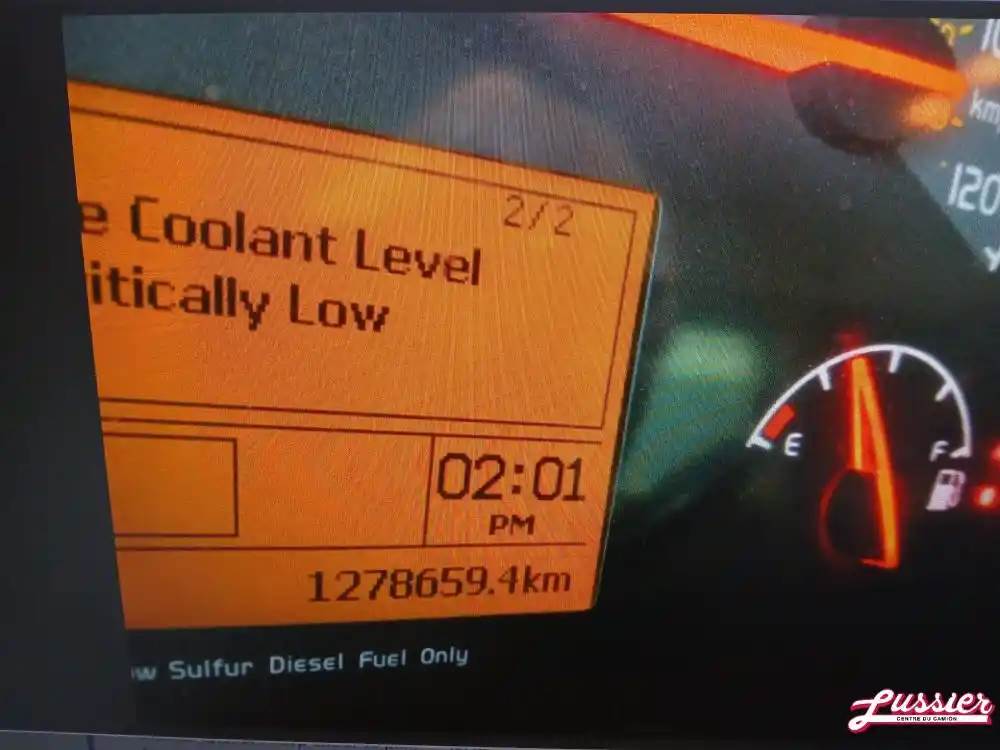 2/2
e Coolant Level
itically Low
02:01
PM
1278659.4km
w Sulfur Diesel Fuel Only
E
F
km
120
Lussier
CENTRE DU CAMION